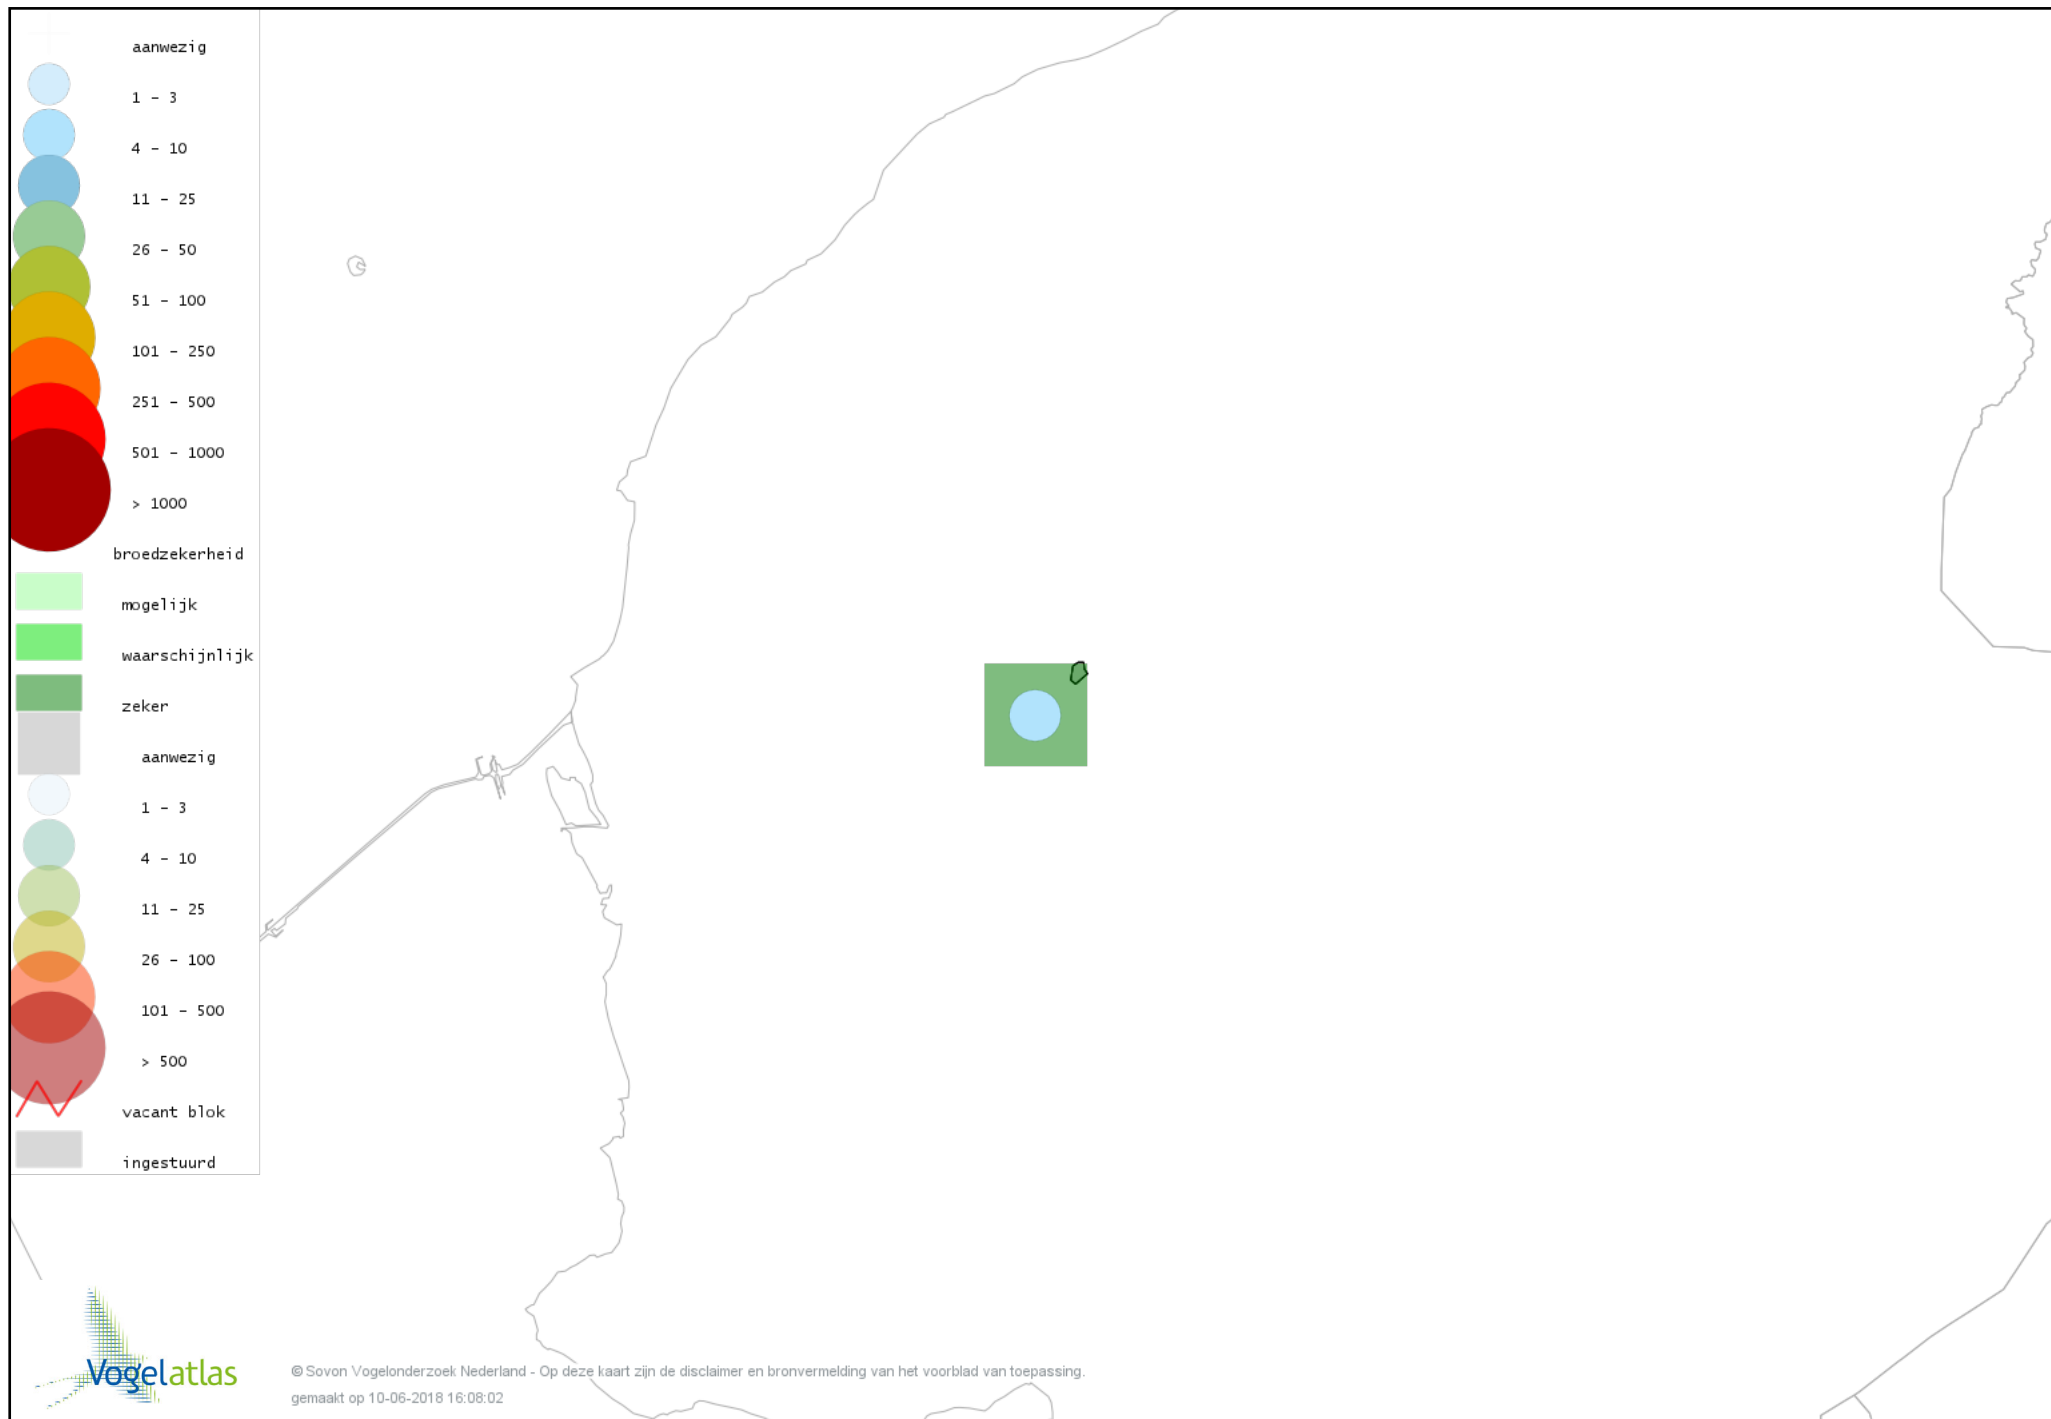 aanwezig
1 - 3
4 - 10
11 - 25
26 - 50
51 - 100
101 - 250
251 - 500
501 - 1000
> 1000
broedzekerheid
mogelijk
waarschijnlijk
zeker
aanwezig
1 - 3
4 - 10
11 - 25
26 - 100
101 - 500
> 500
vacant blok
ingestuurd
Vogelatlas
© Sovon Vogelonderzoek Nederland - Op deze kaart zijn de disclaimer en bronvermelding van het voorblad van toepassing.
gemaakt op 10-06-2018 16:08:02